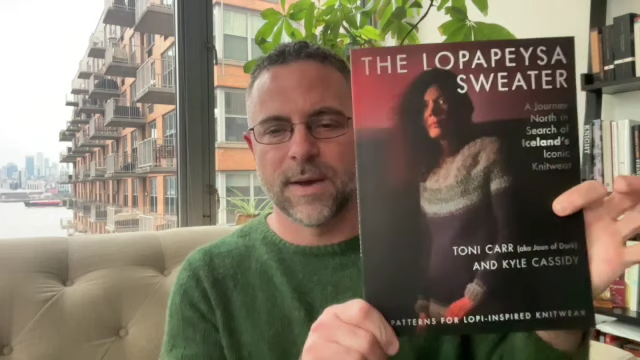 THE LOPAPEYSA
SWEATER
A Journey
North in
Search of
Iceland's
Iconic
Knitwear
TONI CARR (aka Joan of Dark)
AND KYLE CASSIDY
PATTERNS FOR LOPI-INSPIRED KNITWEAR